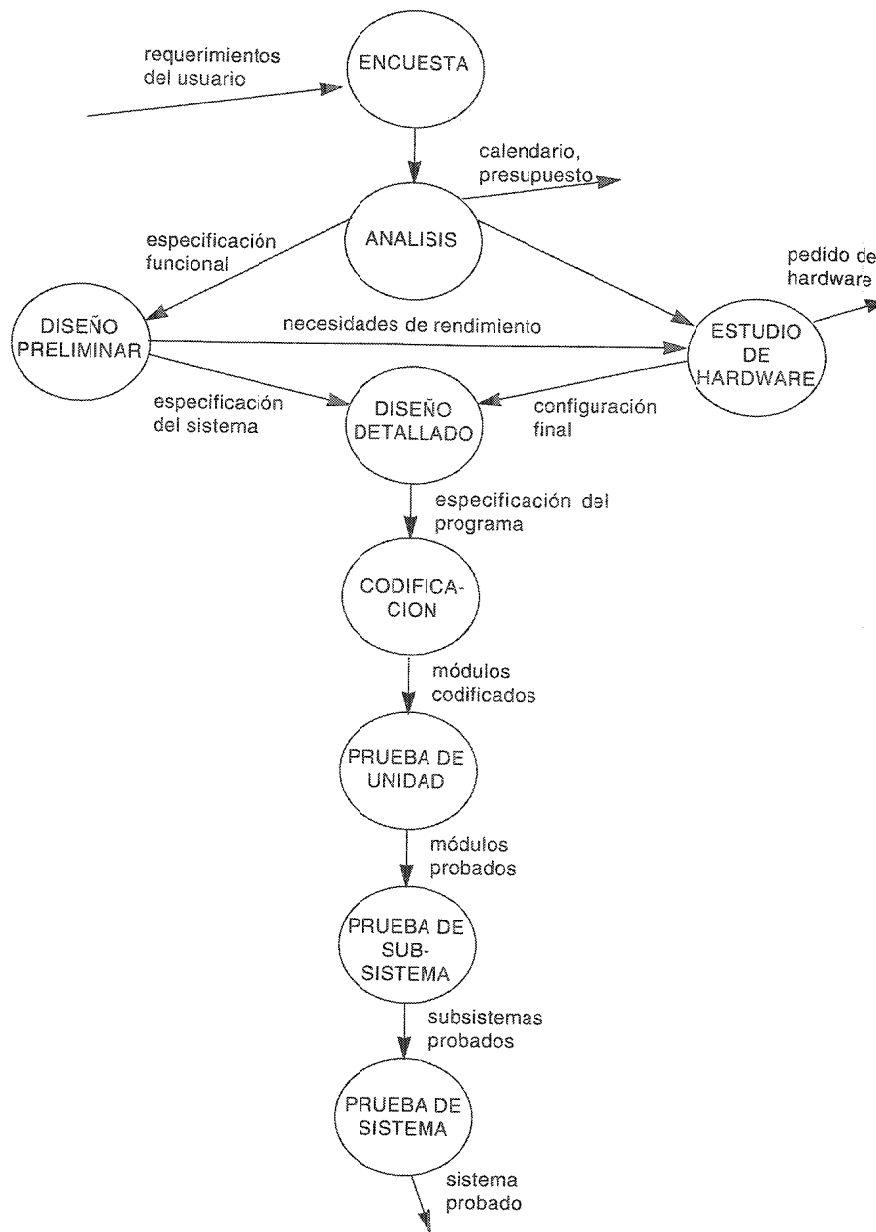 requerimientos
del usuario
ENCUESTA
calendario,
presupuesto
ANALISIS
especificación
funcional
pedido de
hardware
DISEÑO
PRELIMINAR
necesidades de rendimiento
ESTUDIO
DE
HARDWARE
especificación
del sistema
DISEÑO
DETALLADO
configuración
final
especificación del
programa
CODIFICA-
CION
módulos
codificados
PRUEBA DE
UNIDAD
módulos
probados
PRUEBA DE
SUB-
SISTEMA
subsistemas
probados
PRUEBA DE
SISTEMA
sistema
probado